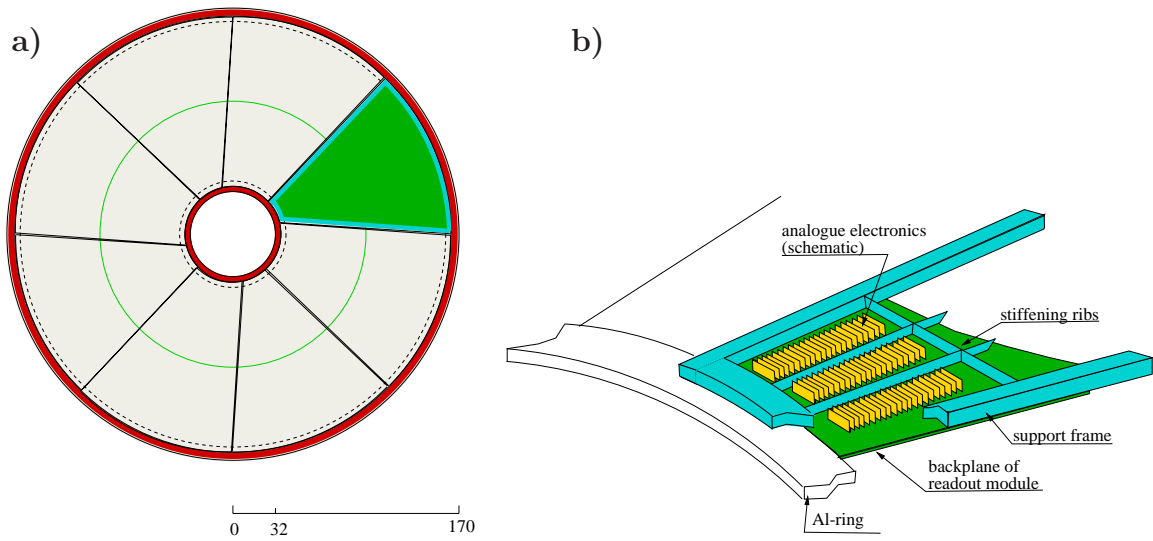 a)
b)
analogue electronics
(schematic)
stiffening ribs
support frame
backplane of
readout module
Al-ring
0
32
170